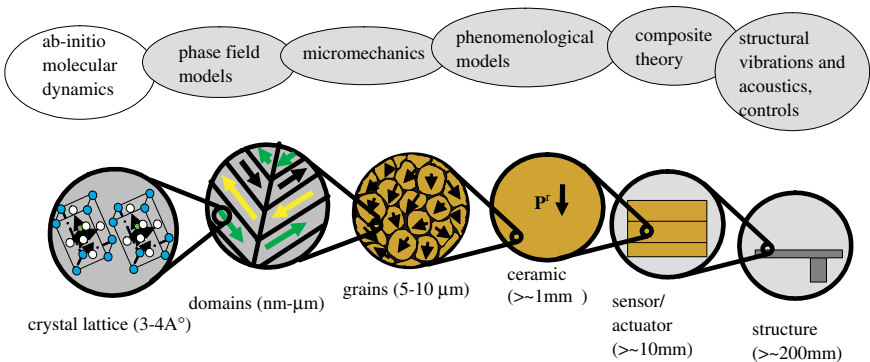 ab-initio
molecular
dynamics
phase field
models
micromechanics
phenomenological
models
composite
theory
structural
vibrations and
acoustics,
controls
Pʳ
crystal lattice (3-4A°)
domains (nm-μm)
grains (5-10 μm)
ceramic
(>~1mm )
sensor/
actuator
(>~10mm)
structure
(>~200mm)